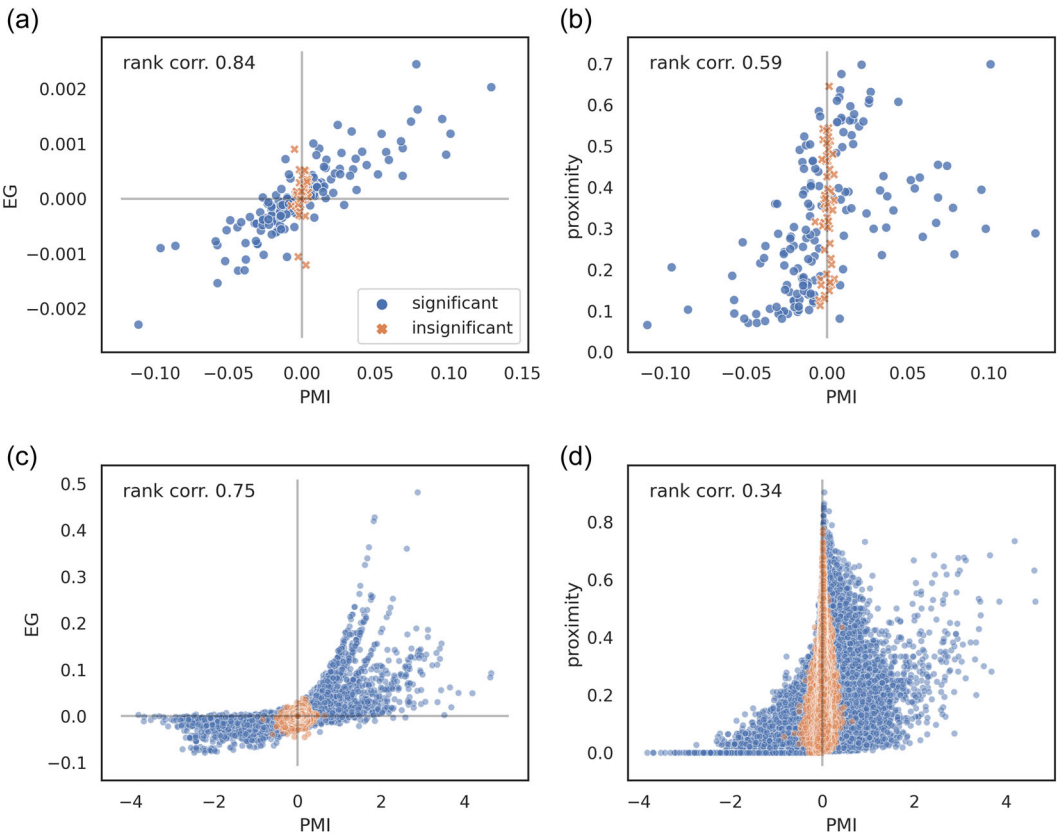 (a)
rank corr. 0.84
EG
0.002
0.001
0.000
−0.001
−0.002
significant
insignificant
−0.10
−0.05
0.00
0.05
0.10
0.15
PMI
(b)
rank corr. 0.59
proximity
0.7
0.6
0.5
0.4
0.3
0.2
0.1
0.0
−0.10
−0.05
0.00
0.05
0.10
PMI
(c)
rank corr. 0.75
EG
0.5
0.4
0.3
0.2
0.1
0.0
−0.1
−4
−2
0
2
4
PMI
(d)
rank corr. 0.34
proximity
0.8
0.6
0.4
0.2
0.0
−4
−2
0
2
4
PMI